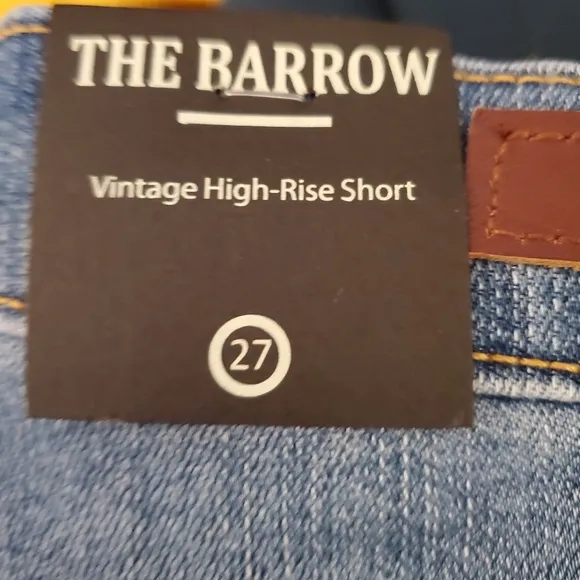 THE BARROW
Vintage High-Rise Short
27